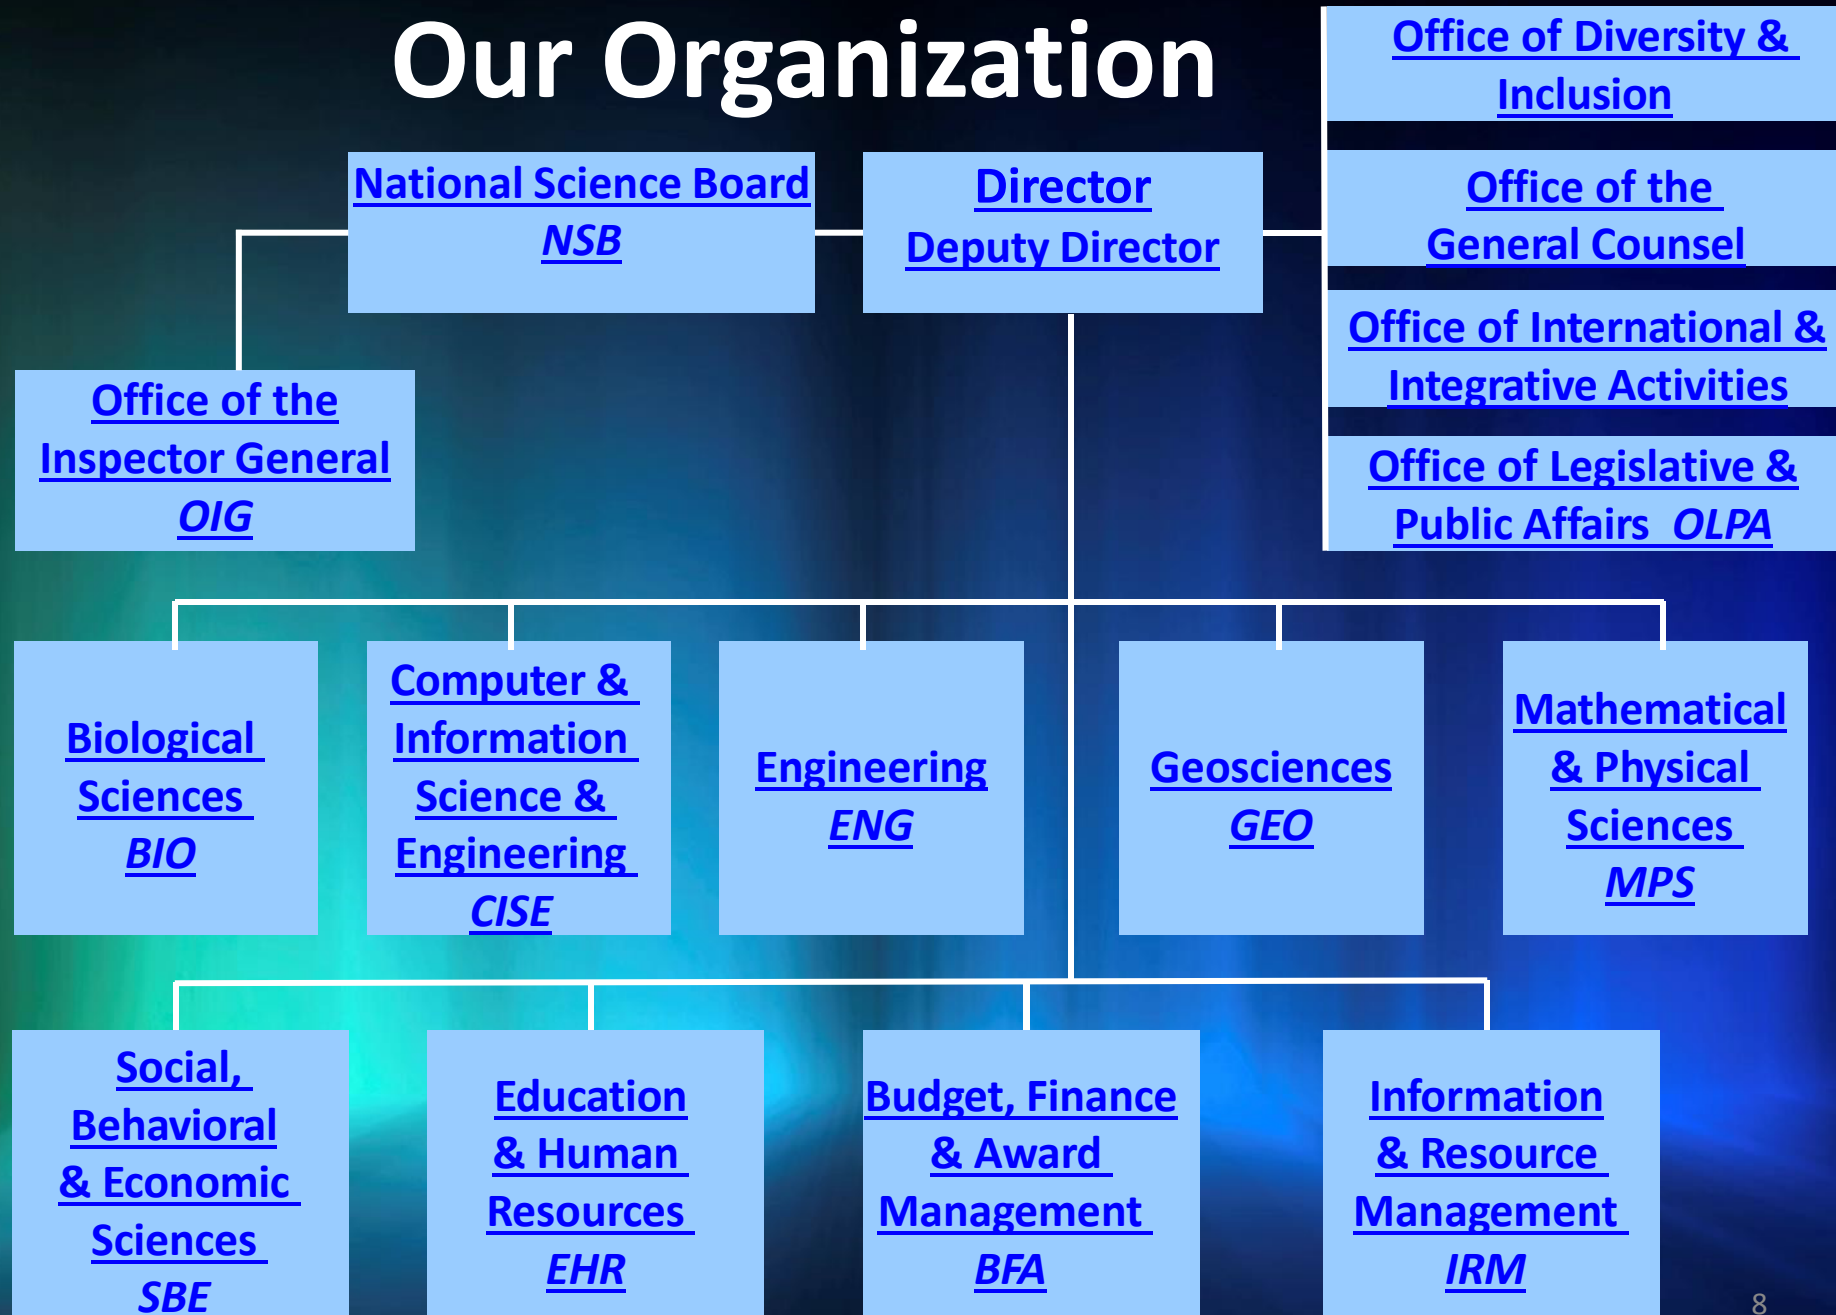 Our Organization
Office of Diversity &
Inclusion
National Science Board
NSB
Director
Deputy Director
Office of the
General Counsel
Office of International &
Integrative Activities
Office of the
Inspector General
OIG
Office of Legislative &
Public Affairs OLPA
Biological
Sciences
BIO
Computer &
Information
Science &
Engineering
CISE
Engineering
ENG
Geosciences
GEO
Mathematical
& Physical
Sciences
MPS
Social,
Behavioral
& Economic
Sciences
SBE
Education
& Human
Resources
EHR
Budget, Finance
& Award
Management
BFA
Information
& Resource
Management
IRM
8